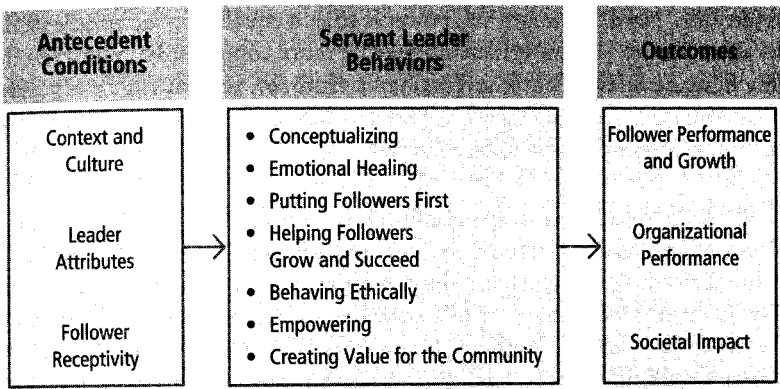 Antecedent
Conditions
Servant Leader
Behaviors
Outcomes
Context and
Culture
Leader
Attributes
Follower
Receptivity
• Conceptualizing
• Emotional Healing
• Putting Followers First
• Helping Followers
Grow and Succeed
• Behaving Ethically
• Empowering
• Creating Value for the Community
Follower Performance
and Growth
Organizational
Performance
Societal Impact